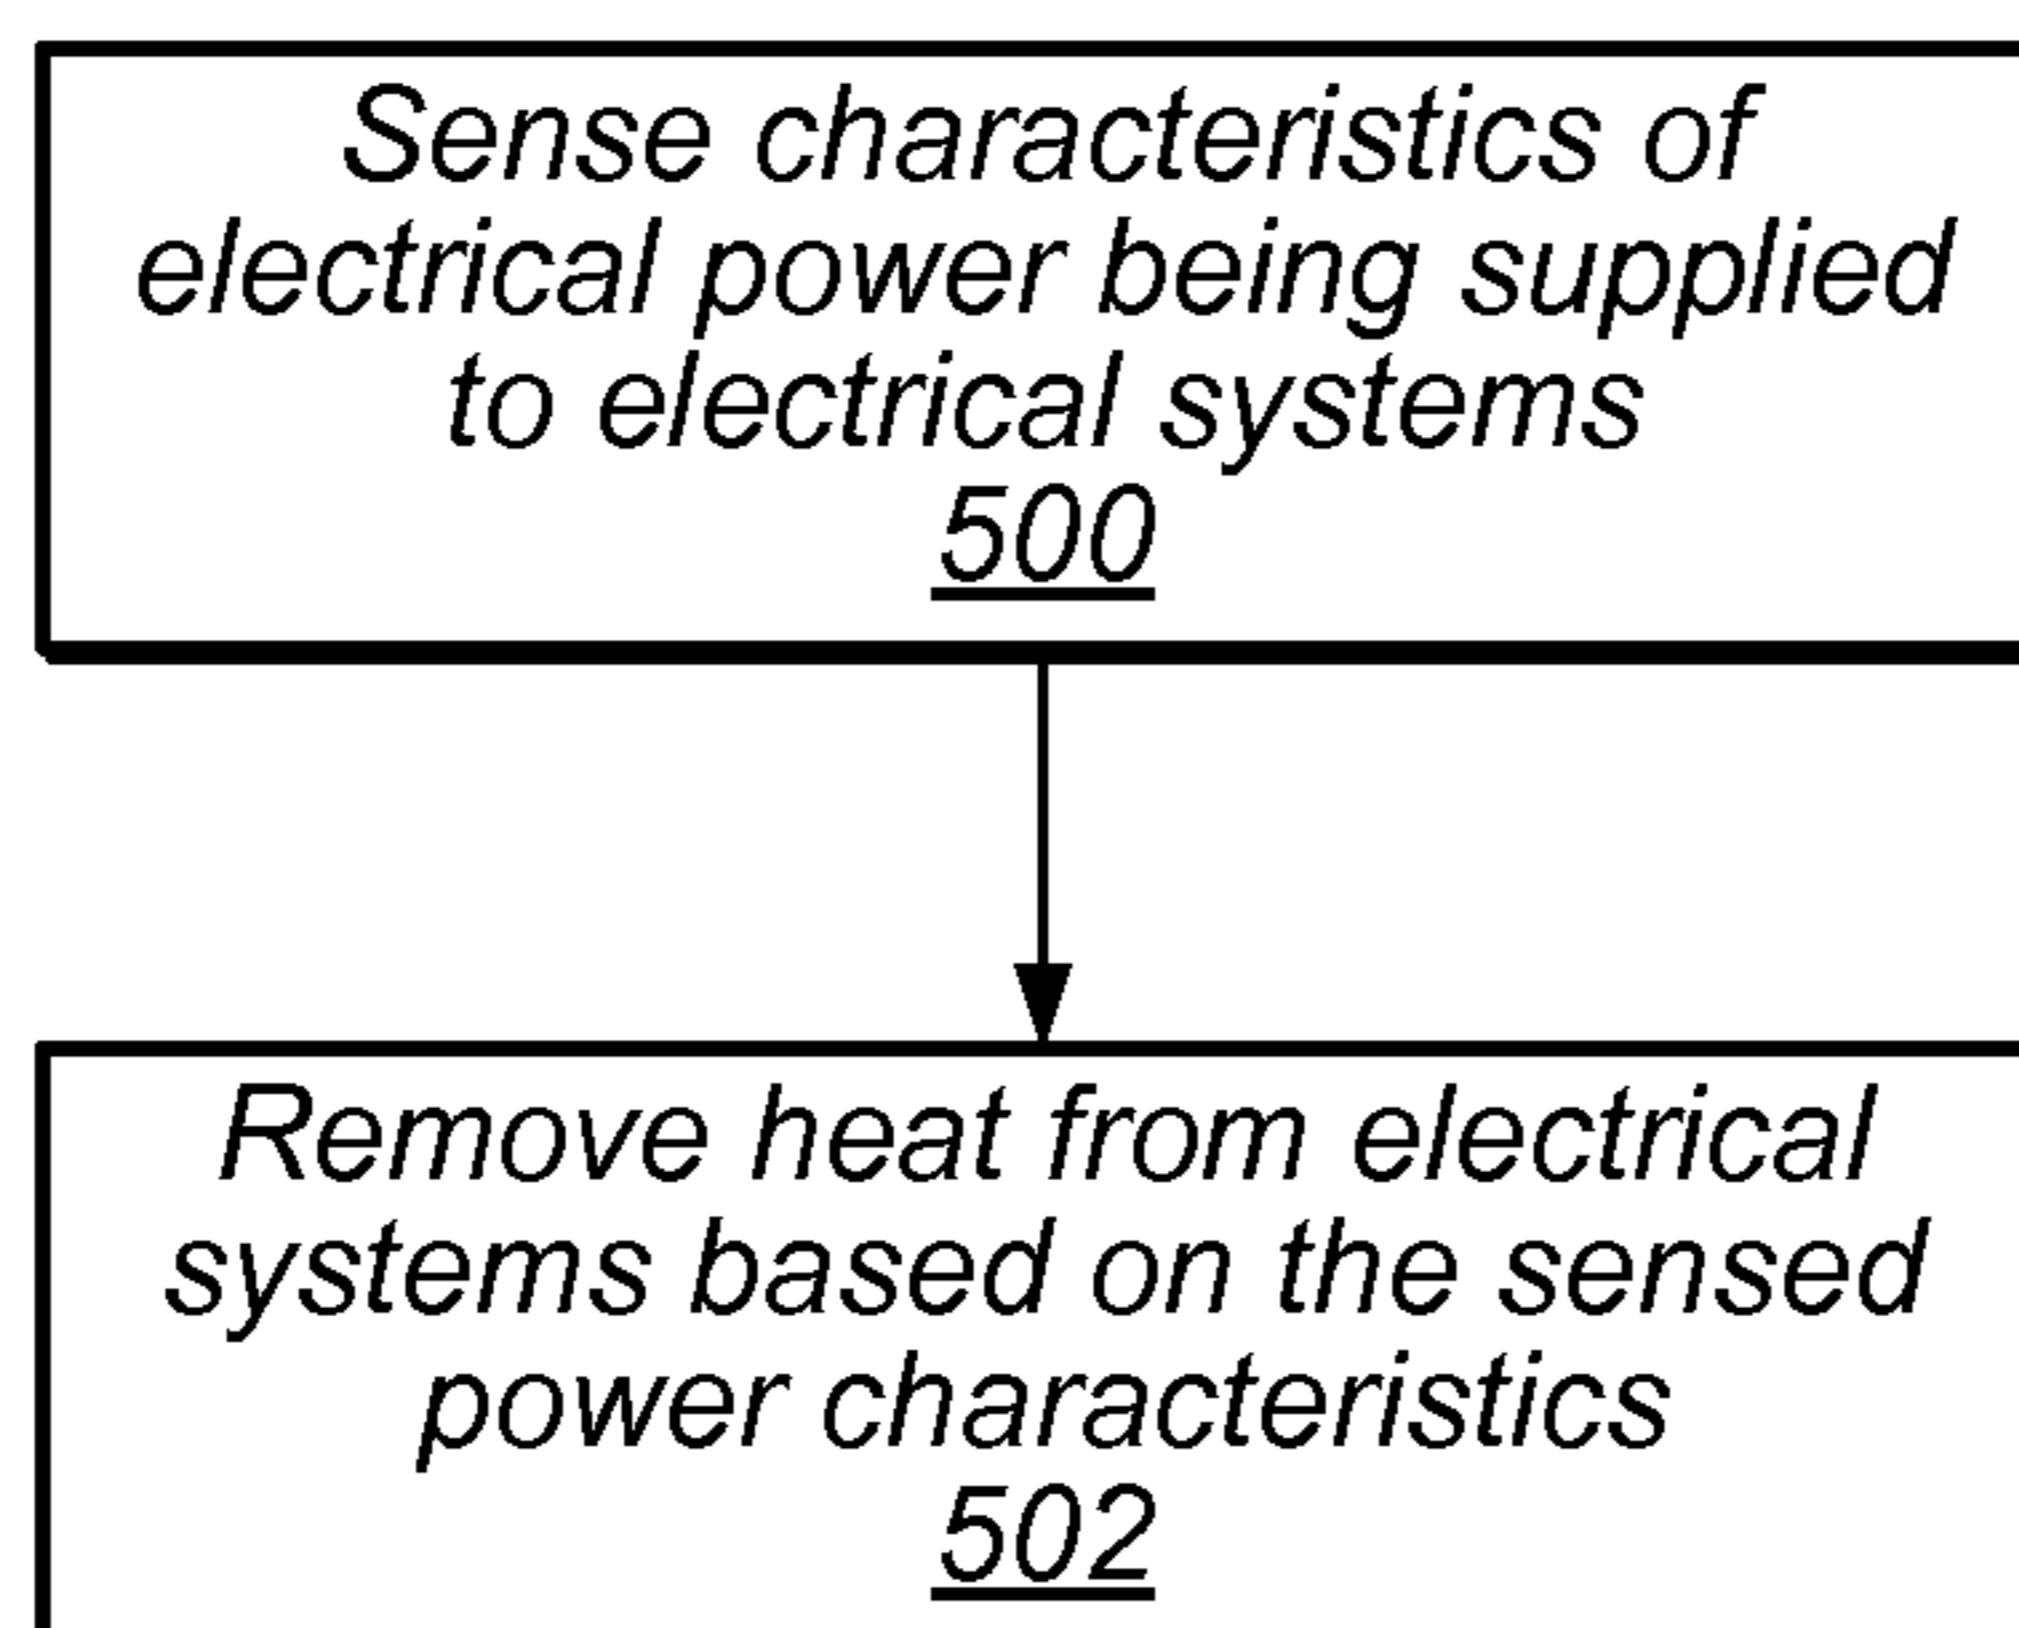 Sense characteristics of
electrical power being supplied
to electrical systems
500
Remove heat from electrical
systems based on the sensed
power characteristics
502